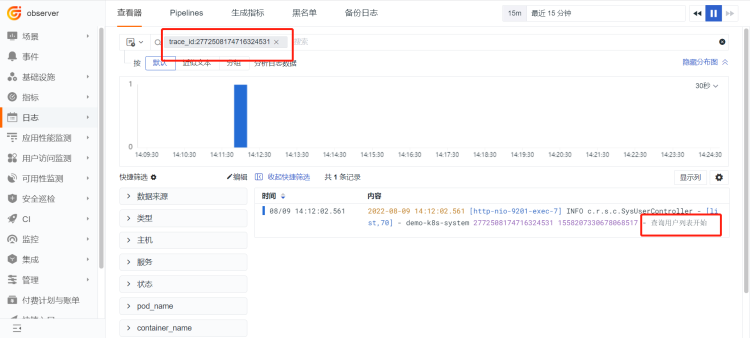 observer
查看器 Pipelines 生成指标 黑名单 备份日志
15m 最近 15 分钟
场景
事件
基础设施
指标
日志
应用性能监测
用户访问监测
可用性监测
安全巡检
CI
监控
集成
管理
付费计划与账单
trace_id:2772508174716324531 × 搜索
按 默认 近似文本 分组 分析日志数据 隐藏分布图
30秒
1
0
14:09:30 14:10:30 14:11:30 14:12:30 14:13:30 14:14:30 14:15:30 14:16:30 14:17:30 14:18:30 14:19:30 14:20:30 14:21:30 14:22:30 14:23:30 14:24:30
快捷筛选 编辑 收起快捷筛选 共 1 条记录 显示列
数据来源
类型
主机
服务
状态
pod_name
container_name
时间 内容
08/09 14:12:02.561 2022-08-09 14:12:02.561 [http-nio-9201-exec-7] INFO c.r.s.c.SysUserController - [li
st,70] - demo-k8s-system 2772508174716324531 1558207330678068517 - 查询用户列表开始